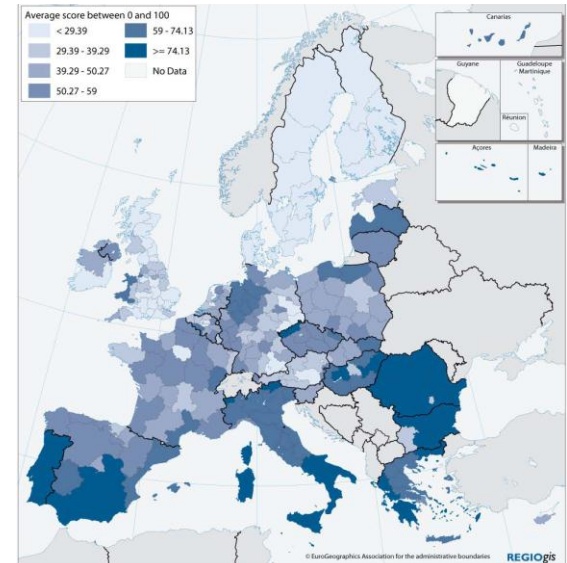 Average score between 0 and 100
< 29.39
29.39 - 39.29
39.29 - 50.27
50.27 - 59
59 - 74.13
>= 74.13
No Data
Canarias
Guyane
Guadeloupe
Martinique
Réunion
Açores
Madeira
© EuroGeographics Association for the administrative boundaries
REGIOgis